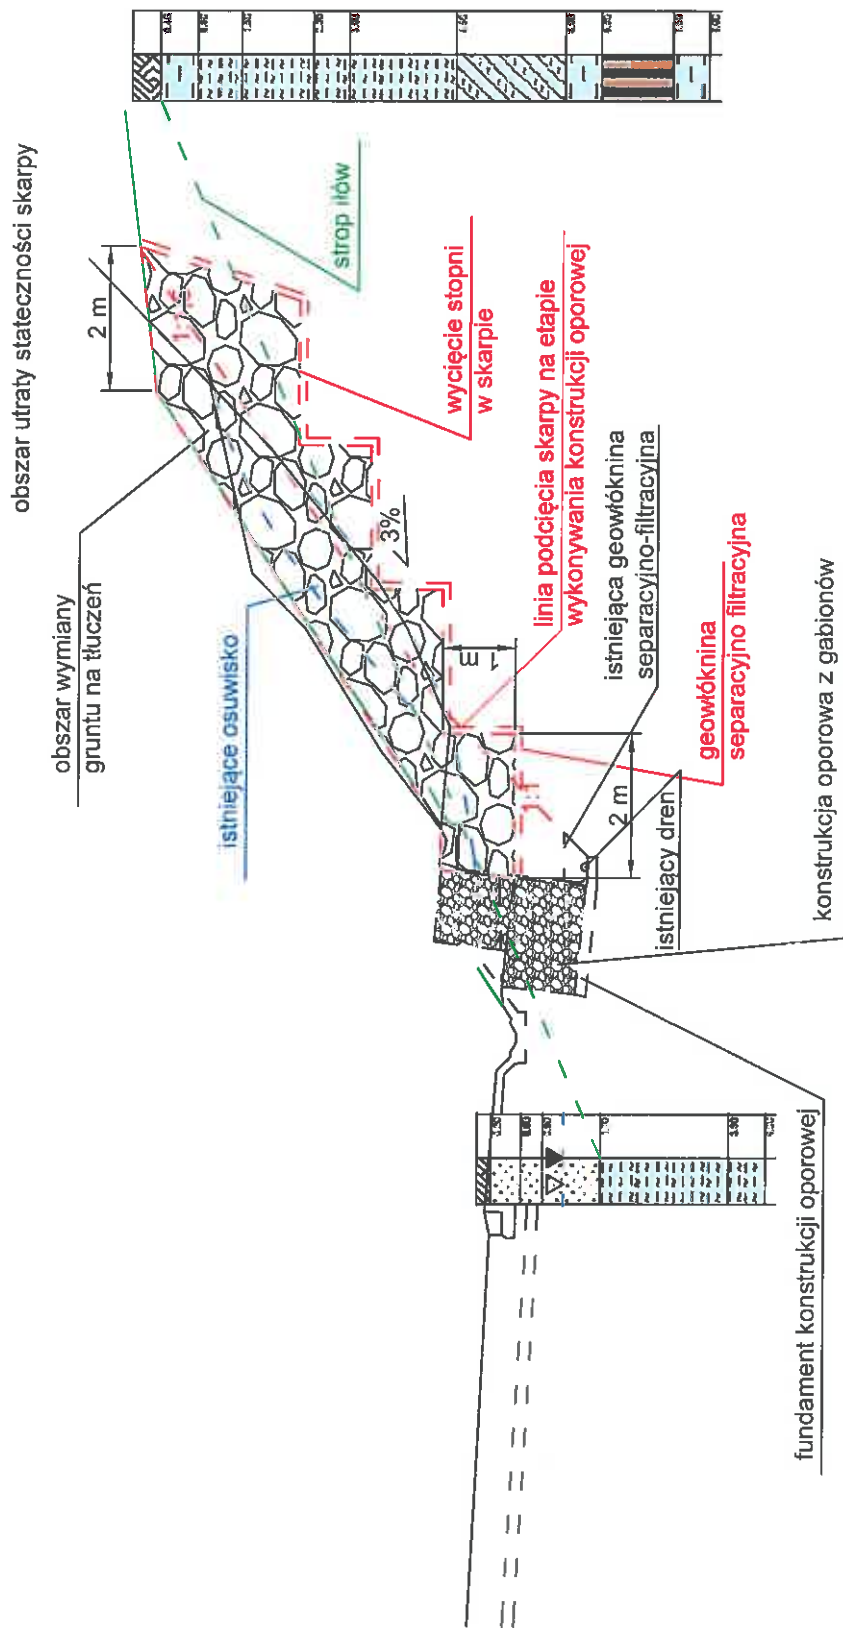 obszar utraty stateczności skarpy
obszar wymiany
gruntu na tłuczeń
2 m
istniejące osuwisko
strop iłów
wycięcie stopni
w skarpie
3%
linia podcięcia skarpy na etapie
wykonywania konstrukcji oporowej
1 m
istniejąca geowłóknina
separacyjno-filtracyjna
geowłóknina
separacyjno filtracyjna
1:1
2 m
istniejący dren
konstrukcja oporowa z gabionów
fundament konstrukcji oporowej